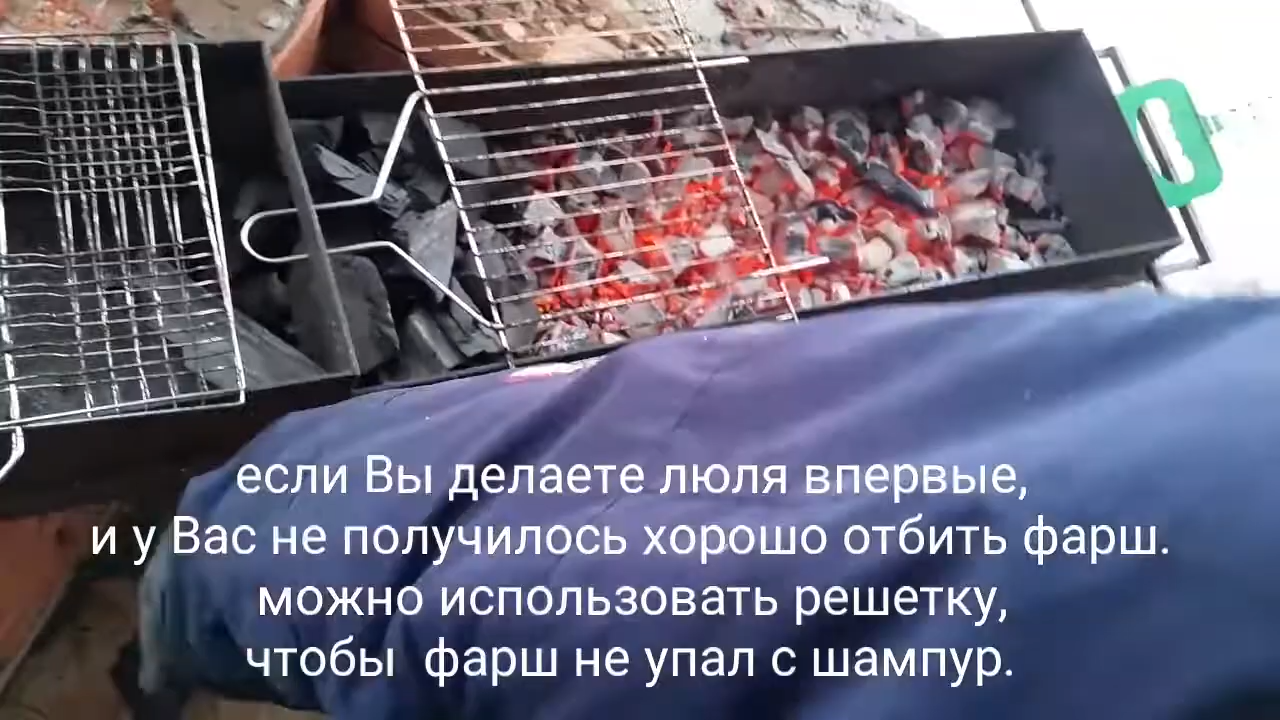 если Вы делаете люля впервые,
и у Вас не получилось хорошо отбить фарш.
можно использовать решетку,
чтобы фарш не упал с шампур.